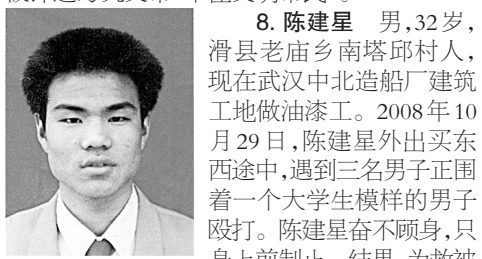 8. 陈建星　男,32岁,
滑县老庙乡南塔邱村人,
现在武汉中北造船厂建筑
工地做油漆工。2008年10
月29日,陈建星外出买东
西途中,遇到三名男子正围
着一个大学生模样的男子
殴打。陈建星奋不顾身,只